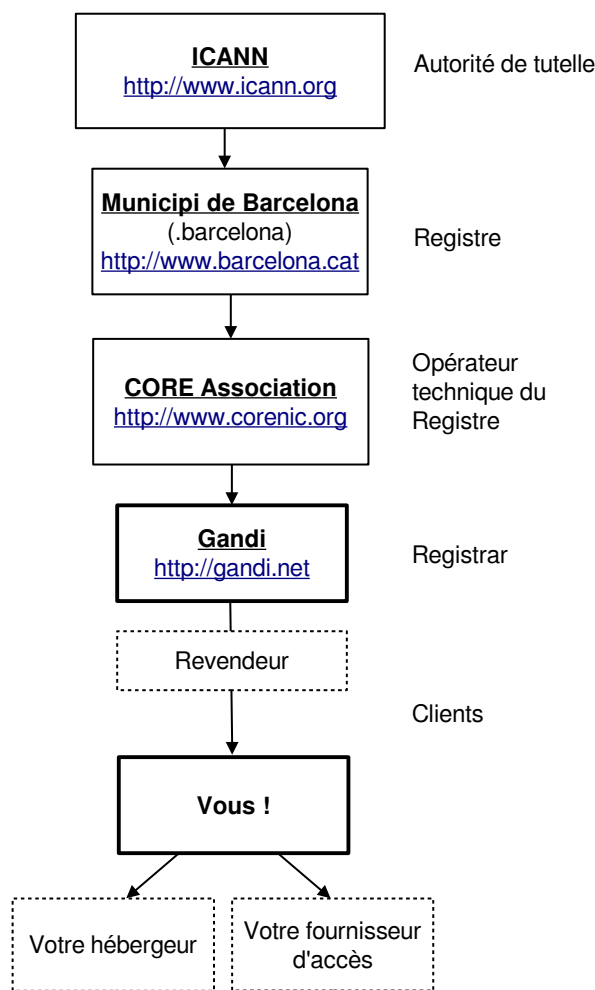 ICANN
http://www.icann.org
Autorité de tutelle
Municipi de Barcelona
(.barcelona)
http://www.barcelona.cat
Registre
CORE Association
http://www.corenic.org
Opérateur
technique du
Registre
Gandi
http://gandi.net
Registrar
Revendeur
Clients
Vous !
Votre hébergeur
Votre fournisseur
d'accès